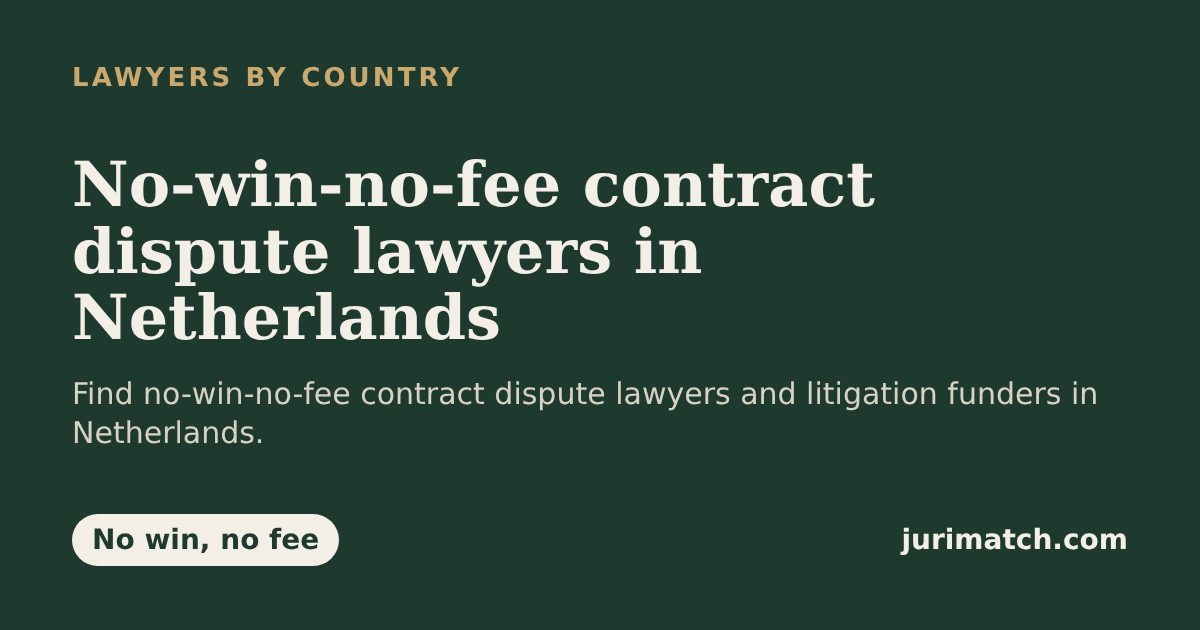 LAWYERS BY COUNTRY
No-win-no-fee contract
dispute lawyers in
Netherlands
Find no-win-no-fee contract dispute lawyers and litigation funders in
Netherlands.
No win, no fee
jurimatch.com